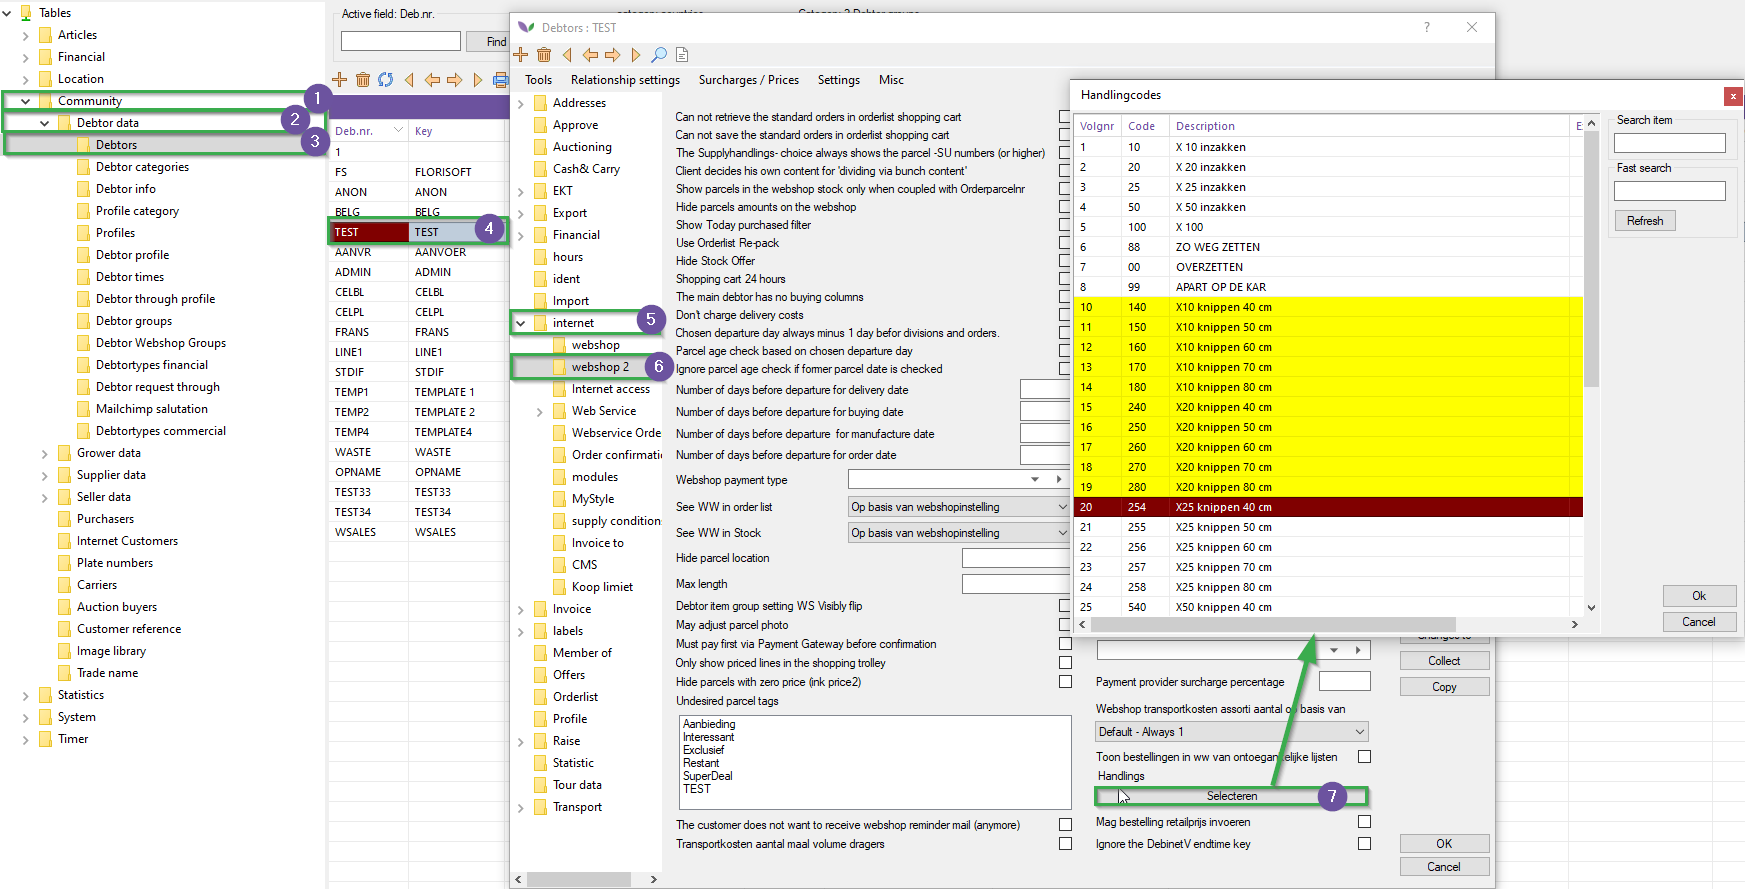 Tables
Articles
Financial
Location
Community
1
Debtor data
2
Debtors
3
Debtor categories
Debtor info
Profile category
Profiles
Debtor profile
Debtor times
Debtor through profile
Debtor groups
Debtor Webshop Groups
Debtortypes financial
Debtor request through
Mailchimp salutation
Debtortypes commercial
Grower data
Supplier data
Seller data
Purchasers
Internet Customers
Plate numbers
Carriers
Auction buyers
Customer reference
Image library
Trade name
Statistics
System
Timer
Active field: Deb.nr.
Find
Deb.nr. Key
1
FS FLORISOFT
ANON ANON
BELG BELG
TEST TEST 4
AANVR AANVOER
ADMIN ADMIN
CELBL CELBL
CELPL CELPL
FRANS FRANS
LINE1 LINE1
STDIF STDIF
TEMP1 TEMPLATE 1
TEMP2 TEMPLATE 2
TEMP4 TEMPLATE4
WASTE WASTE
OPNAME OPNAME
TEST33 TEST33
TEST34 TEST34
WSALES WSALES
Debtors : TEST
?
Tools Relationship settings Surcharges / Prices Settings Misc
Addresses
Approve
Auctioning
Cash& Carry
EKT
Export
Financial
hours
ident
Import
internet 5
webshop
webshop 2 6
Internet access
Web Service
Webservice Orde
Order confirmati
modules
MyStyle
supply condition
Invoice to
CMS
Koop limiet
Invoice
labels
Member of
Offers
Orderlist
Profile
Raise
Statistic
Tour data
Transport
Can not retrieve the standard orders in orderlist shopping cart
Can not save the standard orders in orderlist shopping cart
The Supplyhandlings- choice always shows the parcel -SU numbers (or higher)
Client decides his own content for 'dividing via bunch content'
Show parcels in the webshop stock only when coupled with Orderparcelnr
Hide parcels amounts on the webshop
Show Today purchased filter
Use Orderlist Re-pack
Hide Stock Offer
Shopping cart 24 hours
The main debtor has no buying columns
Don't charge delivery costs
Chosen departure day always minus 1 day befor divisions and orders.
Parcel age check based on chosen departure day
Ignore parcel age check if former parcel date is checked
Number of days before departure for delivery date
Number of days before departure for buying date
Number of days before departure for manufacture date
Number of days before departure for order date
Webshop payment type
See WW in order list Op basis van webshopinstelling
See WW in Stock Op basis van webshopinstelling
Hide parcel location
Max length
Debtor item group setting WS Visibly flip
May adjust parcel photo
Must pay first via Payment Gateway before confirmation
Only show priced lines in the shopping trolley
Hide parcels with zero price (ink price2)
Undesired parcel tags
Aanbieding
Interessant
Exclusief
Restant
SuperDeal
TEST
The customer does not want to receive webshop reminder mail (anymore)
Transportkosten aantal maal volume dragers
Collect
Copy
Payment provider surcharge percentage
Webshop transportkosten assorti aantal op basis van
Default - Always 1
Toon bestellingen in ww van ontoegankelijke lijsten
Handlings
Selecteren 7
Mag bestelling retailprijs invoeren
Ignore the DebinetV endtime key
OK
Cancel
Handlingcodes
x
Volgnr Code Description E
1 10 X 10 inzakken
2 20 X 20 inzakken
3 25 X 25 inzakken
4 50 X 50 inzakken
5 100 X 100
6 88 ZO WEG ZETTEN
7 00 OVERZETTEN
8 99 APART OP DE KAR
10 140 X10 knippen 40 cm
11 150 X10 knippen 50 cm
12 160 X10 knippen 60 cm
13 170 X10 knippen 70 cm
14 180 X10 knippen 80 cm
15 240 X20 knippen 40 cm
16 250 X20 knippen 50 cm
17 260 X20 knippen 60 cm
18 270 X20 knippen 70 cm
19 280 X20 knippen 80 cm
20 254 X25 knippen 40 cm
21 255 X25 knippen 50 cm
22 256 X25 knippen 60 cm
23 257 X25 knippen 70 cm
24 258 X25 knippen 80 cm
25 540 X50 knippen 40 cm
Search item
Fast search
Refresh
Ok
Cancel